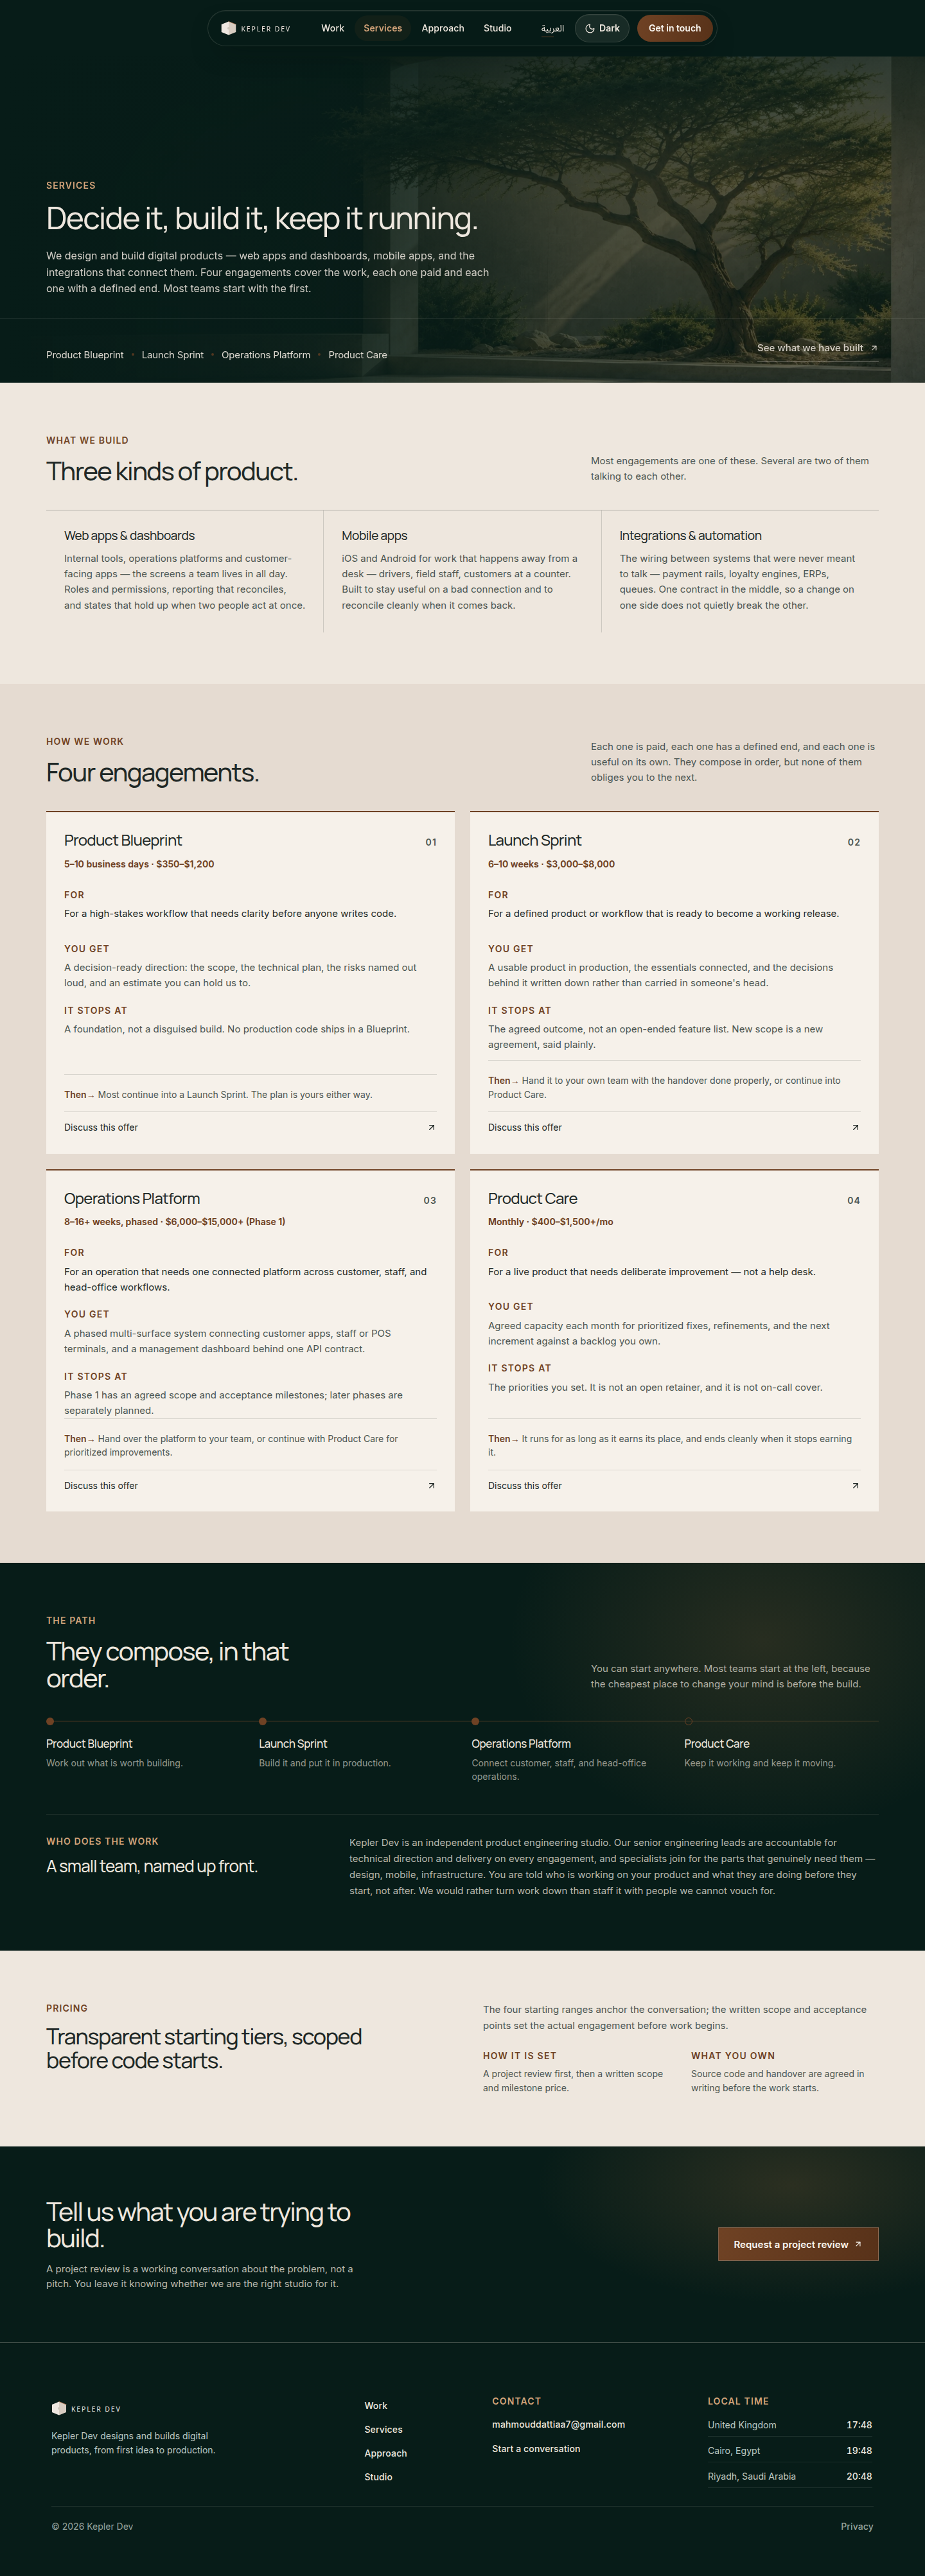 KEPLER DEV
Work
Services
Approach
Studio
العربية
Dark
Get in touch
SERVICES
Decide it, build it, keep it running.
We design and build digital products — web apps and dashboards, mobile apps, and the
integrations that connect them. Four engagements cover the work, each one paid and each
one with a defined end. Most teams start with the first.
Product Blueprint · Launch Sprint · Operations Platform · Product Care
See what we have built
WHAT WE BUILD
Three kinds of product.
Most engagements are one of these. Several are two of them
talking to each other.
Web apps & dashboards
Internal tools, operations platforms and customer-
facing apps — the screens a team lives in all day.
Roles and permissions, reporting that reconciles,
and states that hold up when two people act at once.
Mobile apps
iOS and Android for work that happens away from a
desk — drivers, field staff, customers at a counter.
Built to stay useful on a bad connection and to
reconcile cleanly when it comes back.
Integrations & automation
The wiring between systems that were never meant
to talk — payment rails, loyalty engines, ERPs,
queues. One contract in the middle, so a change on
one side does not quietly break the other.
HOW WE WORK
Four engagements.
Each one is paid, each one has a defined end, and each one is
useful on its own. They compose in order, but none of them
obliges you to the next.
Product Blueprint
01
5–10 business days · $350–$1,200
FOR
For a high-stakes workflow that needs clarity before anyone writes code.
YOU GET
A decision-ready direction: the scope, the technical plan, the risks named out
loud, and an estimate you can hold us to.
IT STOPS AT
A foundation, not a disguised build. No production code ships in a Blueprint.
Then→ Most continue into a Launch Sprint. The plan is yours either way.
Discuss this offer
Launch Sprint
02
6–10 weeks · $3,000–$8,000
FOR
For a defined product or workflow that is ready to become a working release.
YOU GET
A usable product in production, the essentials connected, and the decisions
behind it written down rather than carried in someone's head.
IT STOPS AT
The agreed outcome, not an open-ended feature list. New scope is a new
agreement, said plainly.
Then→ Hand it to your own team with the handover done properly, or continue into
Product Care.
Discuss this offer
Operations Platform
03
8–16+ weeks, phased · $6,000–$15,000+ (Phase 1)
FOR
For an operation that needs one connected platform across customer, staff, and
head-office workflows.
YOU GET
A phased multi-surface system connecting customer apps, staff or POS
terminals, and a management dashboard behind one API contract.
IT STOPS AT
Phase 1 has an agreed scope and acceptance milestones; later phases are
separately planned.
Then→ Hand over the platform to your team, or continue with Product Care for
prioritized improvements.
Discuss this offer
Product Care
04
Monthly · $400–$1,500+/mo
FOR
For a live product that needs deliberate improvement — not a help desk.
YOU GET
Agreed capacity each month for prioritized fixes, refinements, and the next
increment against a backlog you own.
IT STOPS AT
The priorities you set. It is not an open retainer, and it is not on-call cover.
Then→ It runs for as long as it earns its place, and ends cleanly when it stops earning
it.
Discuss this offer
THE PATH
They compose, in that
order.
You can start anywhere. Most teams start at the left, because
the cheapest place to change your mind is before the build.
Product Blueprint
Work out what is worth building.
Launch Sprint
Build it and put it in production.
Operations Platform
Connect customer, staff, and head-office
operations.
Product Care
Keep it working and keep it moving.
WHO DOES THE WORK
A small team, named up front.
Kepler Dev is an independent product engineering studio. Our senior engineering leads are accountable for
technical direction and delivery on every engagement, and specialists join for the parts that genuinely need them —
design, mobile, infrastructure. You are told who is working on your product and what they are doing before they
start, not after. We would rather turn work down than staff it with people we cannot vouch for.
PRICING
Transparent starting tiers, scoped
before code starts.
The four starting ranges anchor the conversation; the written scope and acceptance
points set the actual engagement before work begins.
HOW IT IS SET
A project review first, then a written scope
and milestone price.
WHAT YOU OWN
Source code and handover are agreed in
writing before the work starts.
Tell us what you are trying to
build.
A project review is a working conversation about the problem, not a
pitch. You leave it knowing whether we are the right studio for it.
Request a project review
KEPLER DEV
Kepler Dev designs and builds digital
products, from first idea to production.
Work
Services
Approach
Studio
CONTACT
mahmouddattiaa7@gmail.com
Start a conversation
LOCAL TIME
United Kingdom 17:48
Cairo, Egypt 19:48
Riyadh, Saudi Arabia 20:48
© 2026 Kepler Dev
Privacy